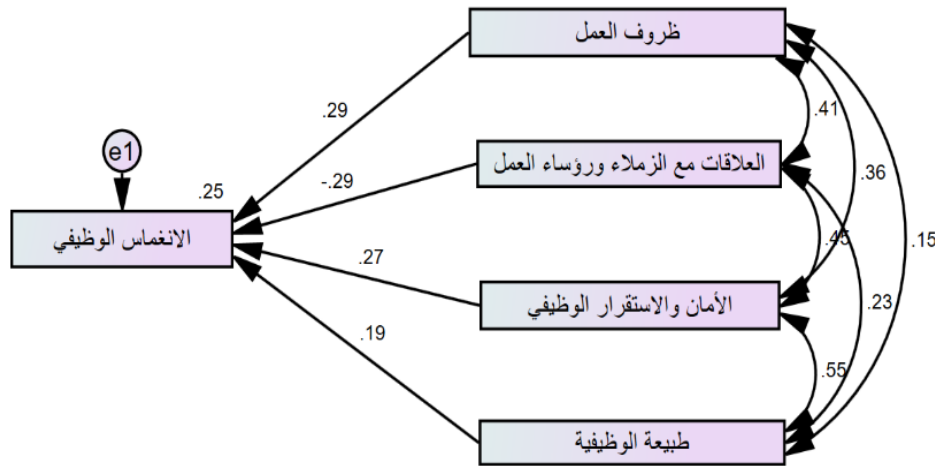 ظروف العمل
.29
.41
e1
العلاقات مع الزملاء ورؤساء العمل
-.29
.36
.25
الانغماس الوظيفي
.45
.15
.27
الأمان والاستقرار الوظيفي
.23
.19
.55
طبيعة الوظيفية